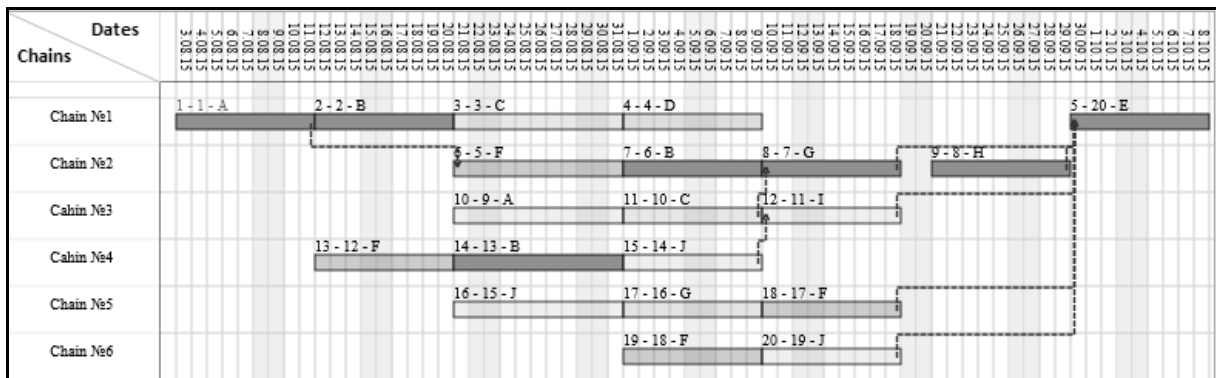 Dates
Chains
3.08.15 4.08.15 5.08.15 6.08.15 7.08.15 8.08.15 9.08.15 10.08.15 11.08.15 12.08.15 13.08.15 14.08.15 15.08.15 16.08.15 17.08.15 18.08.15 19.08.15 20.08.15 21.08.15 22.08.15 23.08.15 24.08.15 25.08.15 26.08.15 27.08.15 28.08.15 29.08.15 30.08.15 31.08.15 1.09.15 2.09.15 3.09.15 4.09.15 5.09.15 6.09.15 7.09.15 8.09.15 9.09.15 10.09.15 11.09.15 12.09.15 13.09.15 14.09.15 15.09.15 16.09.15 17.09.15 18.09.15 19.09.15 20.09.15 21.09.15 22.09.15 23.09.15 24.09.15 25.09.15 26.09.15 27.09.15 28.09.15 29.09.15 30.09.15 1.10.15 2.10.15 3.10.15 4.10.15 5.10.15 6.10.15 7.10.15 8.10.15
Chain №1 1 - 1 - A 2 - 2 - B 3 - 3 - C 4 - 4 - D 5 - 20 - E
Chain №2 6 - 5 - F 7 - 6 - B 8 - 7 - G 9 - 8 - H
Cahin №3 10 - 9 - A 11 - 10 - C 12 - 11 - I
Cahin №4 13 - 12 - F 14 - 13 - B 15 - 14 - J
Chain №5 16 - 15 - J 17 - 16 - G 18 - 17 - F
Chain №6 19 - 18 - F 20 - 19 - J